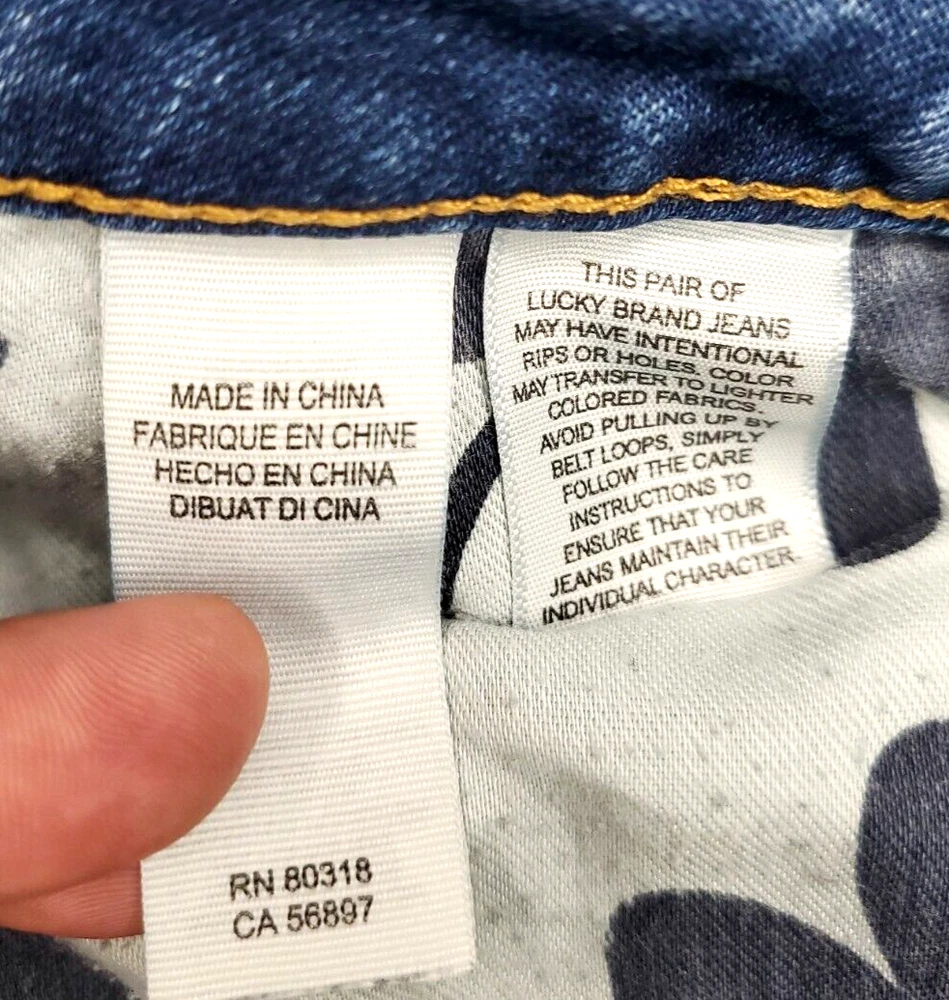 MADE IN CHINA
FABRIQUE EN CHINE
HECHO EN CHINA
DIBUAT DI CINA
RN 80318
CA 56897
THIS PAIR OF
LUCKY BRAND JEANS
MAY HAVE INTENTIONAL
RIPS OR HOLES, COLOR
MAY TRANSFER TO LIGHTER
COLORED FABRICS.
AVOID PULLING UP BY
BELT LOOPS, SIMPLY
FOLLOW THE CARE
INSTRUCTIONS TO
ENSURE THAT YOUR
JEANS MAINTAIN THEIR
INDIVIDUAL CHARACTER.